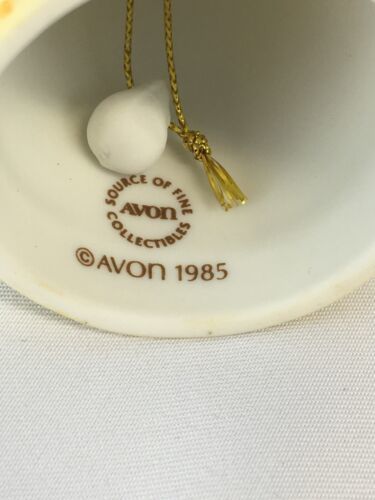 SOURCE OF FINE
AVON
COLLECTIBLES
© AVON 1985